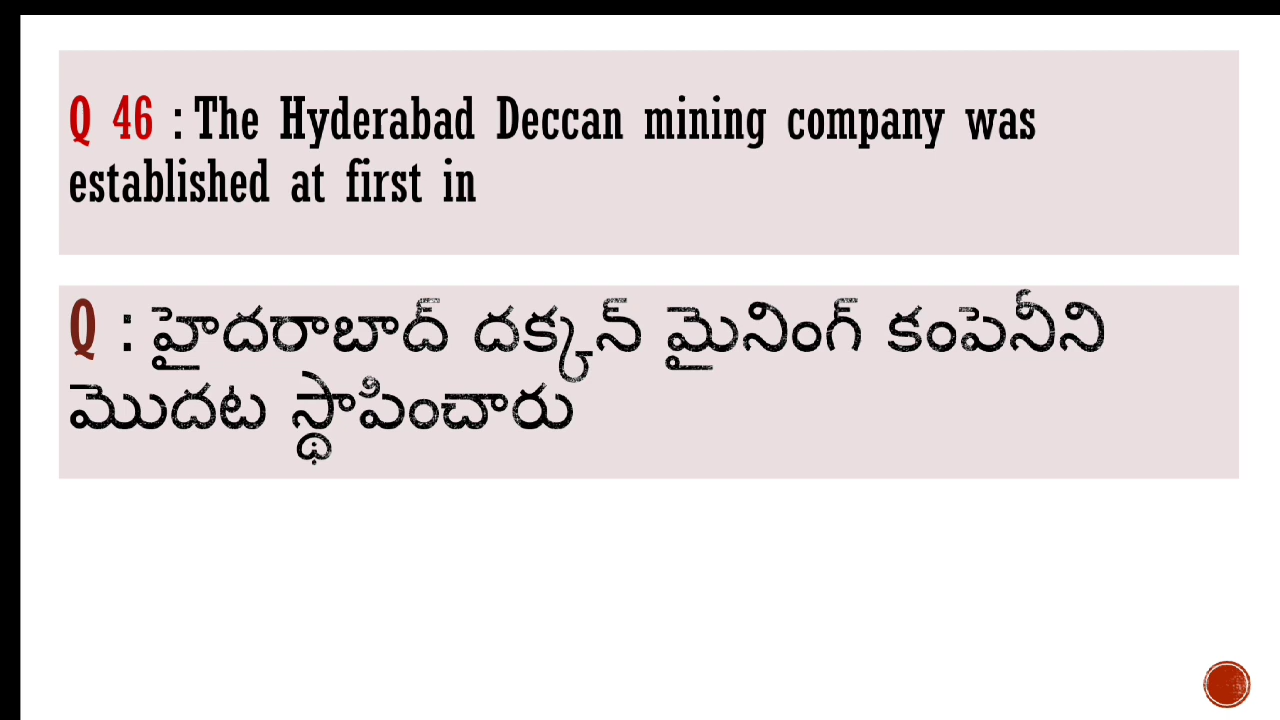 Q 46 : The Hyderabad Deccan mining company was
established at first in
Q : హైదరాబాద్ దక్కన్ మైనింగ్ కంపెనీని
మొదట స్థాపించారు